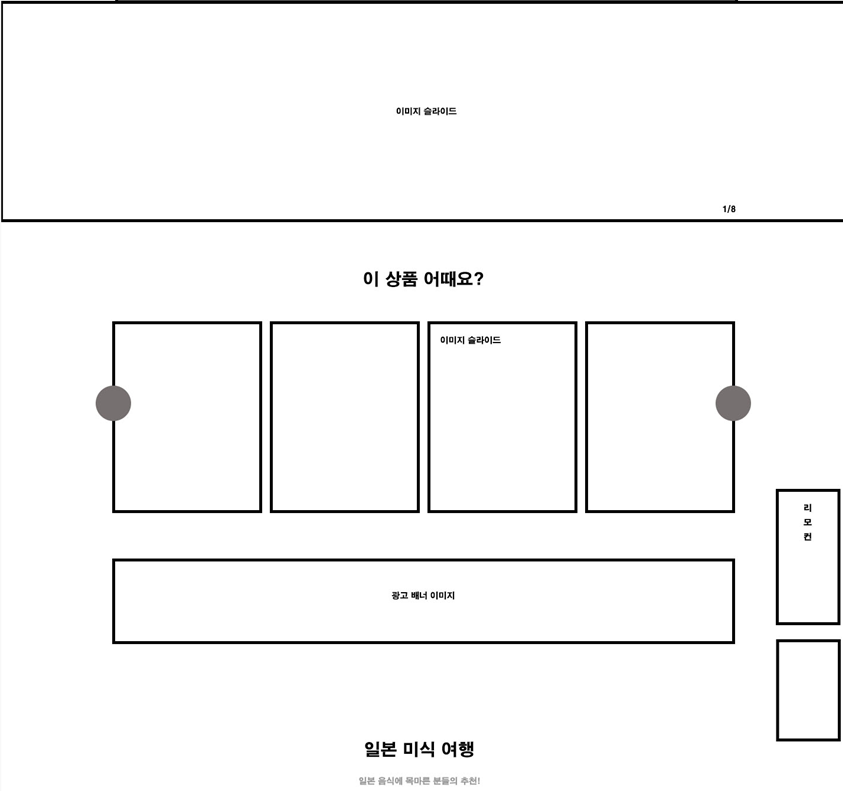 이미지 슬라이드
1/8
이 상품 어때요?
이미지 슬라이드
리
모
컨
광고 배너 이미지
일본 미식 여행
일본 음식에 목마른 분들의 추천!